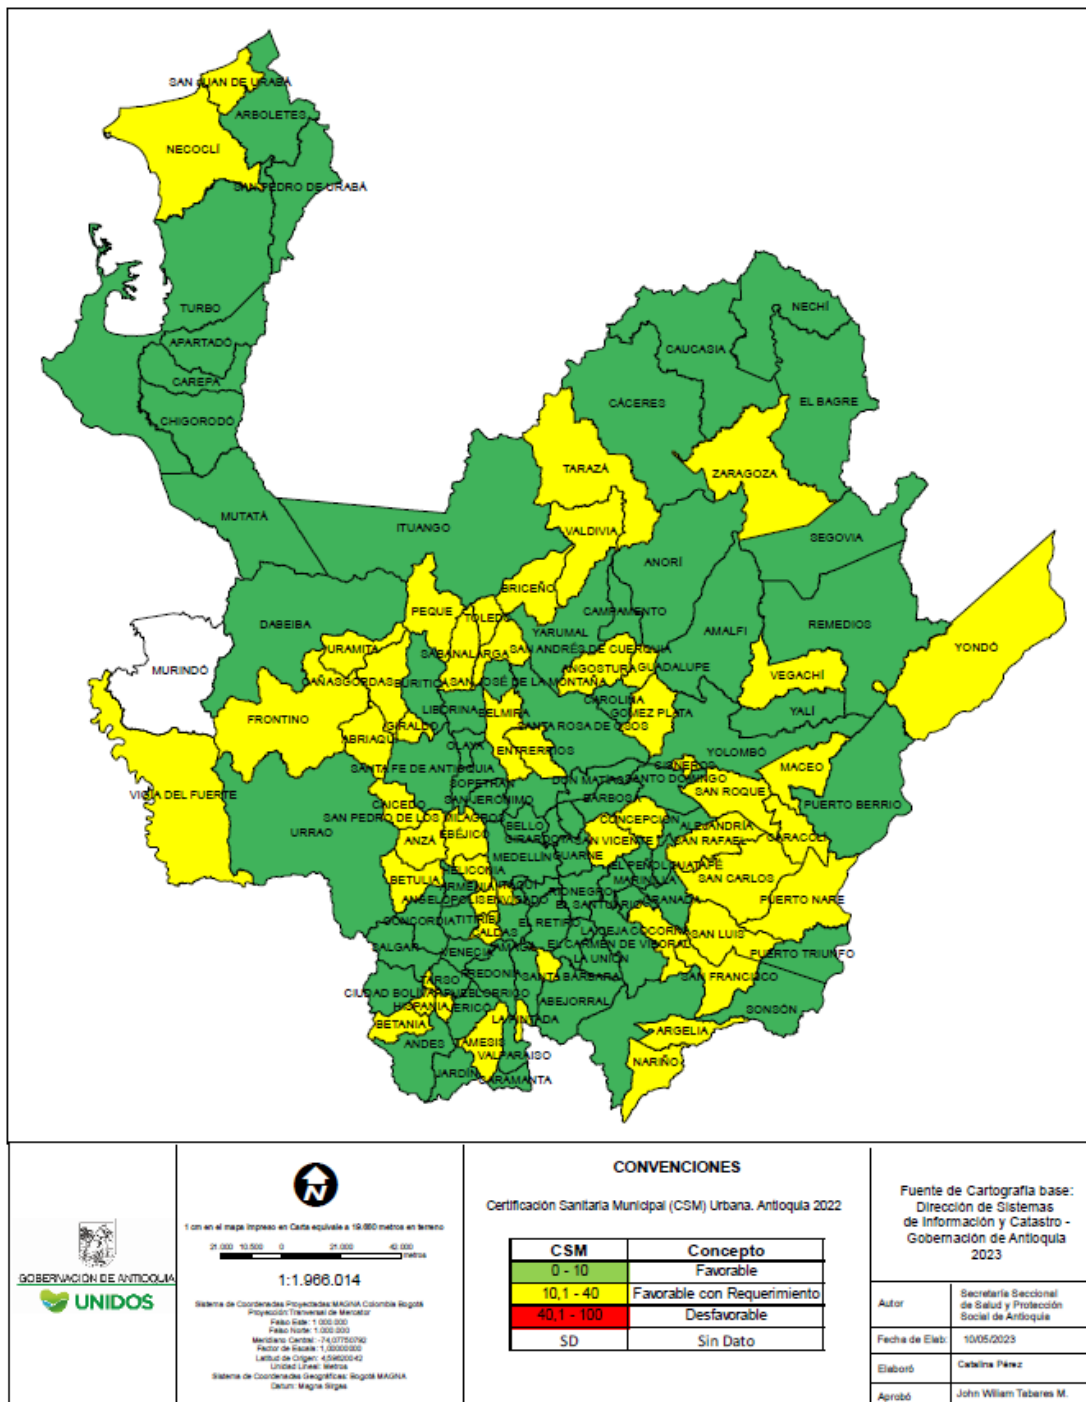 SAN JUAN DE URABÁ
ARBOLETES
NECOCLÍ
SAN PEDRO DE URABÁ
TURBO
APARTADÓ
CAREPA
CHIGORODÓ
MUTATÁ
NECHÍ
CAUCASIA
CÁCERES
EL BAGRE
TARAZÁ
ZARAGOZA
ITUANGO
VALDIVIA
SEGOVIA
ANORÍ
BRICEÑO
DABEIBA
PEQUE
TOLEDO
CAMPAMENTO
YARUMAL
AMALFI
REMEDIOS
YONDÓ
MURINDÓ
URAMITA
SABANALARGA
SAN ANDRÉS DE CUERQUIA
ANGOSTURA
GUADALUPE
VEGACHÍ
CAÑASGORDAS
BURITICÁ
SAN JOSÉ DE LA MONTAÑA
CAROLINA
GOMEZ PLATA
YALÍ
FRONTINO
LIBORINA
BELMIRA
GIRALDO
SANTA ROSA DE OSOS
ABRIAQUÍ
OLAYA
ENTRERRIOS
YOLOMBÓ
SANTA FE DE ANTIOQUIA
CISNEROS
MACEO
SOPETRÁN
DON MATÍAS
SANTO DOMINGO
SAN ROQUE
VIGÍA DEL FUERTE
SAN JERÓNIMO
BARBOSA
PUERTO BERRIO
CAICEDO
SAN PEDRO DE LOS MILAGROS
CONCEPCIÓN
ALEJANDRÍA
URRAO
EBÉJICO
BELLO
GIRARDOTA
SAN VICENTE
SAN RAFAEL
CARACOLÍ
ANZÁ
MEDELLÍN
GUARNE
EL PEÑOL
GUATAPÉ
HELICONIA
MARINILLA
SAN CARLOS
BETULIA
ARMENIA
ITAGUÍ
RIONEGRO
ANGELÓPOLIS
ENVIGADO
EL SANTUARIO
GRANADA
PUERTO NARE
CONCORDIA
TITIRIBÍ
EL RETIRO
CALDAS
LA CEJA
COCORNÁ
SAN LUIS
SALGAR
VENECIA
AMAGÁ
EL CARMEN DE VIBORAL
LA UNIÓN
PUERTO TRIUNFO
FREDONIA
TARSO
SANTA BÁRBARA
SAN FRANCISCO
CIUDAD BOLÍVAR
PUEBLORRICO
HISPANIA
JERICÓ
ABEJORRAL
SONSÓN
LA PINTADA
BETANIA
ARGELIA
ANDES
TÁMESIS
VALPARAISO
NARIÑO
JARDÍN
CARAMANTA
GOBERNACIÓN DE ANTIOQUIA
UNIDOS
N
1 cm en el mapa impreso en Carta equivale a 19.660 metros en terreno
21.000 10.500 0 21.000 42.000
metros
1:1.966.014
Sistema de Coordenadas Proyectadas: MAGNA Colombia Bogotá
Proyección: Tranversal de Mercator
Falso Este: 1 000.000
Falso Norte: 1.000.000
Meridiano Central: -74,07750792
Factor de Escala: 1,00000000
Latitud de Origen: 4,59620042
Unidad Lineal: Metros
Sistema de Coordenadas Geográficas: Bogotá MAGNA
Datum: Magna Sirgas
CONVENCIONES
Certificación Sanitaria Municipal (CSM) Urbana. Antioquia 2022
CSM Concepto
0 - 10 Favorable
10,1 - 40 Favorable con Requerimiento
40,1 - 100 Desfavorable
SD Sin Dato
Fuente de Cartografía base:
Dirección de Sistemas
de Información y Catastro -
Gobernación de Antioquia
2023
Autor
Secretaría Seccional
de Salud y Protección
Social de Antioquia
Fecha de Elab: 10/05/2023
Elaboró Catalina Pérez
Aprobó John William Tabares M.